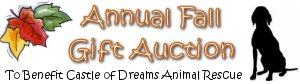 Annual Fall
Gift Auction
To Benefit Castle of Dreams Animal Rescue